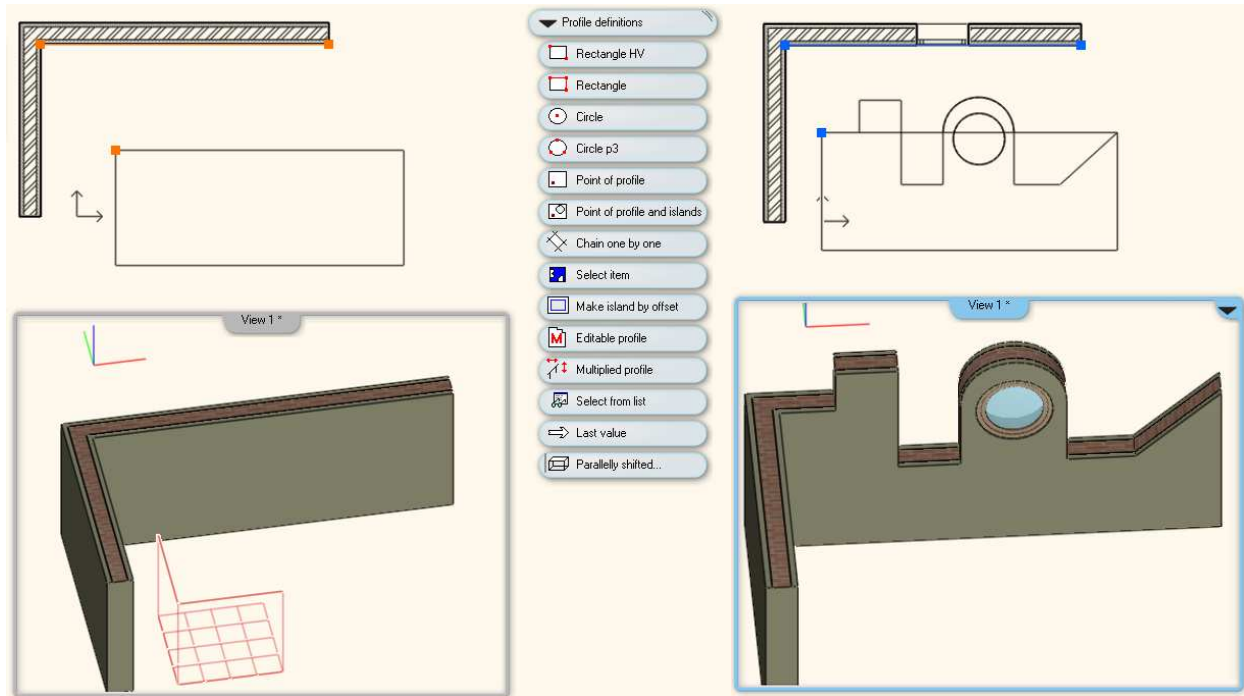 Profile definitions
Rectangle HV
Rectangle
Circle
Circle p3
Point of profile
Point of profile and islands
Chain one by one
Select item
Make island by offset
M
Editable profile
Multiplied profile
Select from list
Last value
Parallelly shifted...
View 1 *
View 1 *